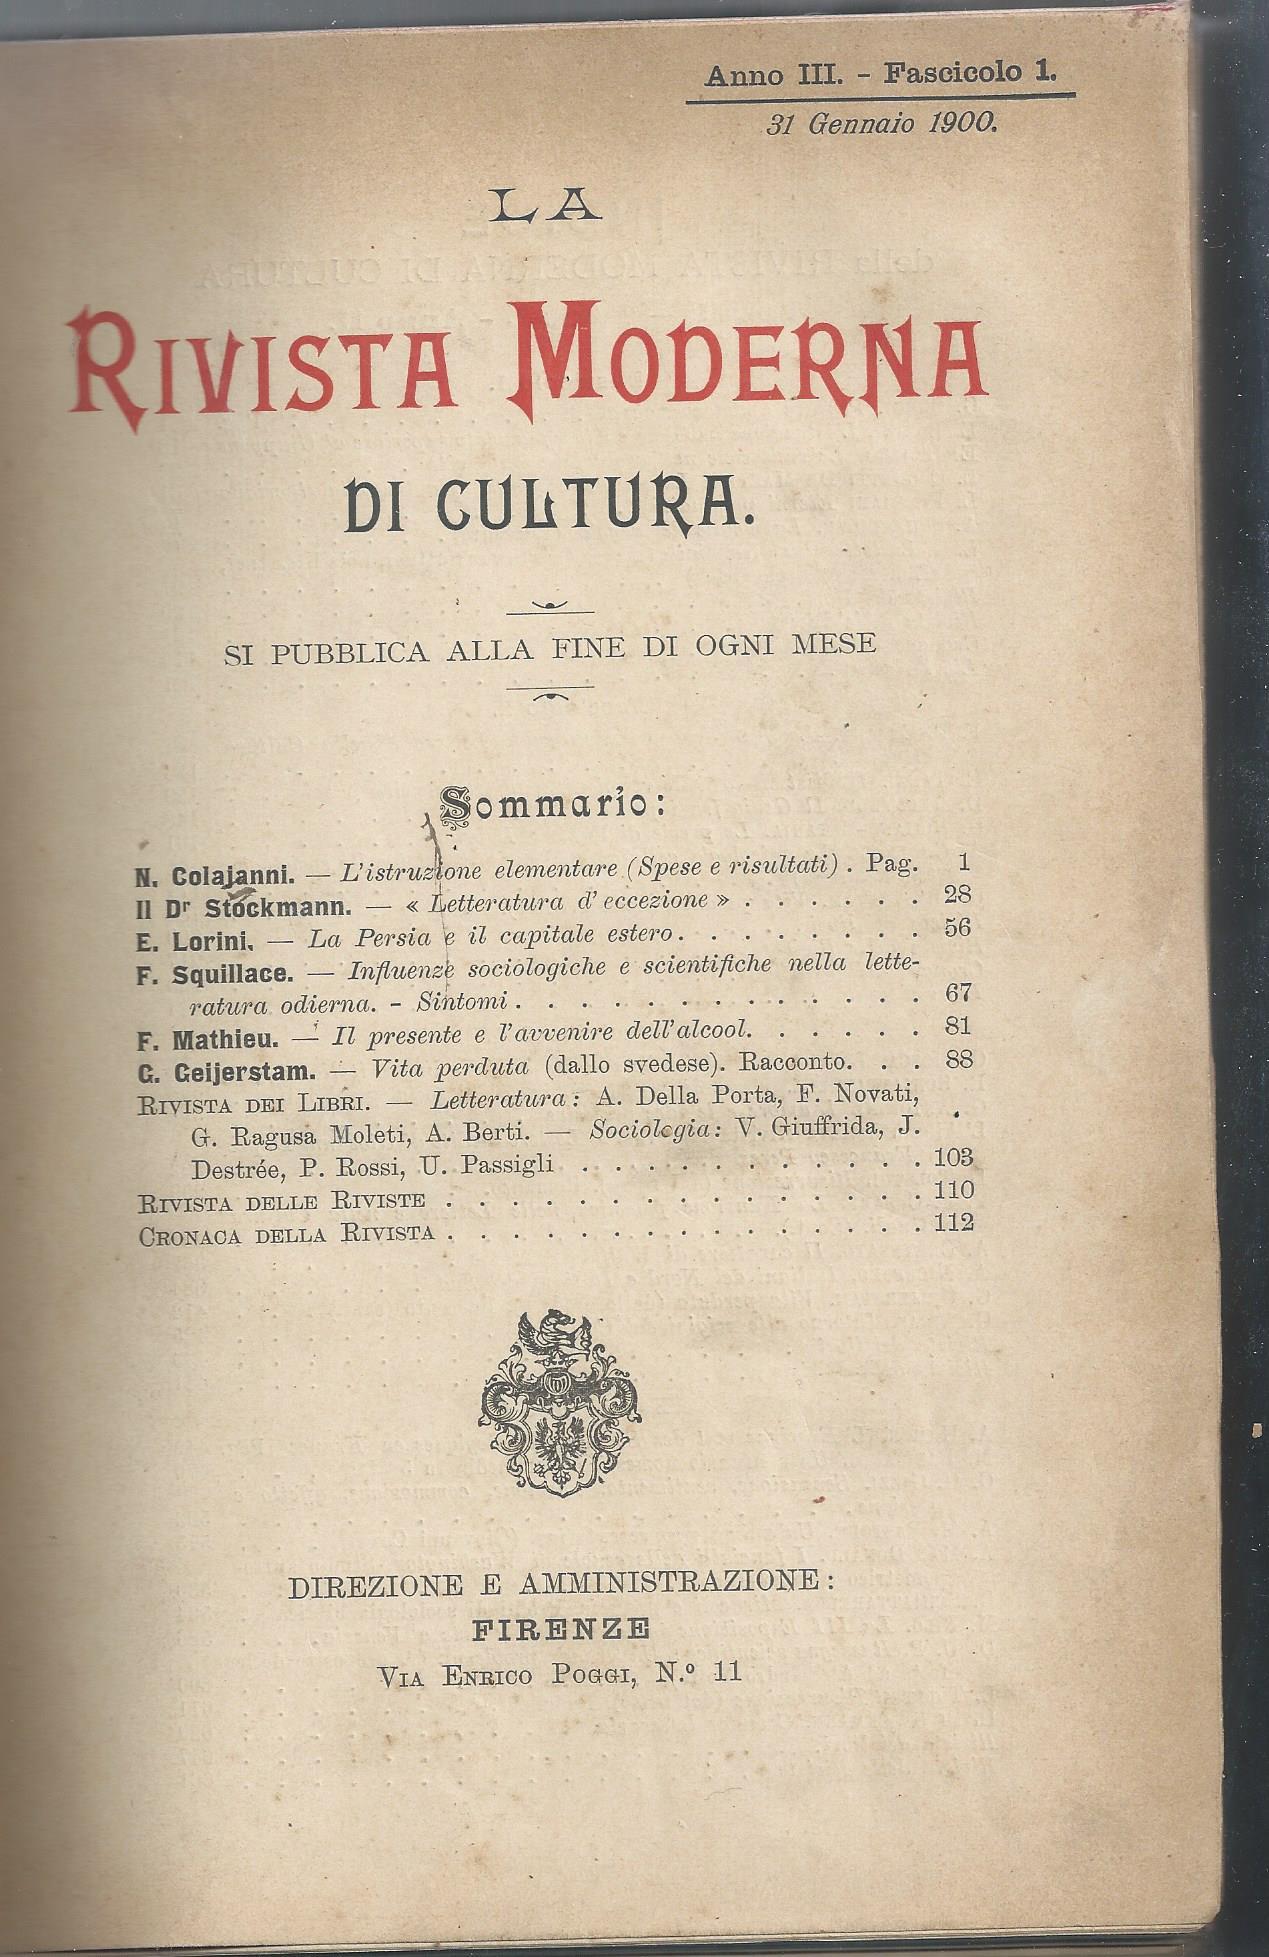 Anno III. - Fascicolo 1.
31 Gennaio 1900.
LA
RIVISTA MODERNA
DI CULTURA.
SI PUBBLICA ALLA FINE DI OGNI MESE
Sommario:
N. Colajanni. — L'istruzione elementare (Spese e risultati) . Pag. 1
Il Dr Stockmann. — « Letteratura d' eccezione » . . . . . . 28
E. Lorini. — La Persia e il capitale estero. . . . . . . . 56
F. Squillace. — Influenze sociologiche e scientifiche nella lette-
ratura odierna. - Sintomi . . . . . . . . . . . . . 67
F. Mathieu. — Il presente e l'avvenire dell'alcool. . . . . . 81
G. Geijerstam. — Vita perduta (dallo svedese). Racconto. . . 88
RIVISTA DEI LIBRI. — Letteratura: A. Della Porta, F. Novati,
G. Ragusa Moleti, A. Berti. — Sociologia: V. Giuffrida, J.
Destrée, P. Rossi, U. Passigli . . . . . . . . . . . 103
RIVISTA DELLE RIVISTE . . . . . . . . . . . . . . . 110
CRONACA DELLA RIVISTA . . . . . . . . . . . . . . . 112
DIREZIONE E AMMINISTRAZIONE:
FIRENZE
VIA ENRICO POGGI, N.º 11